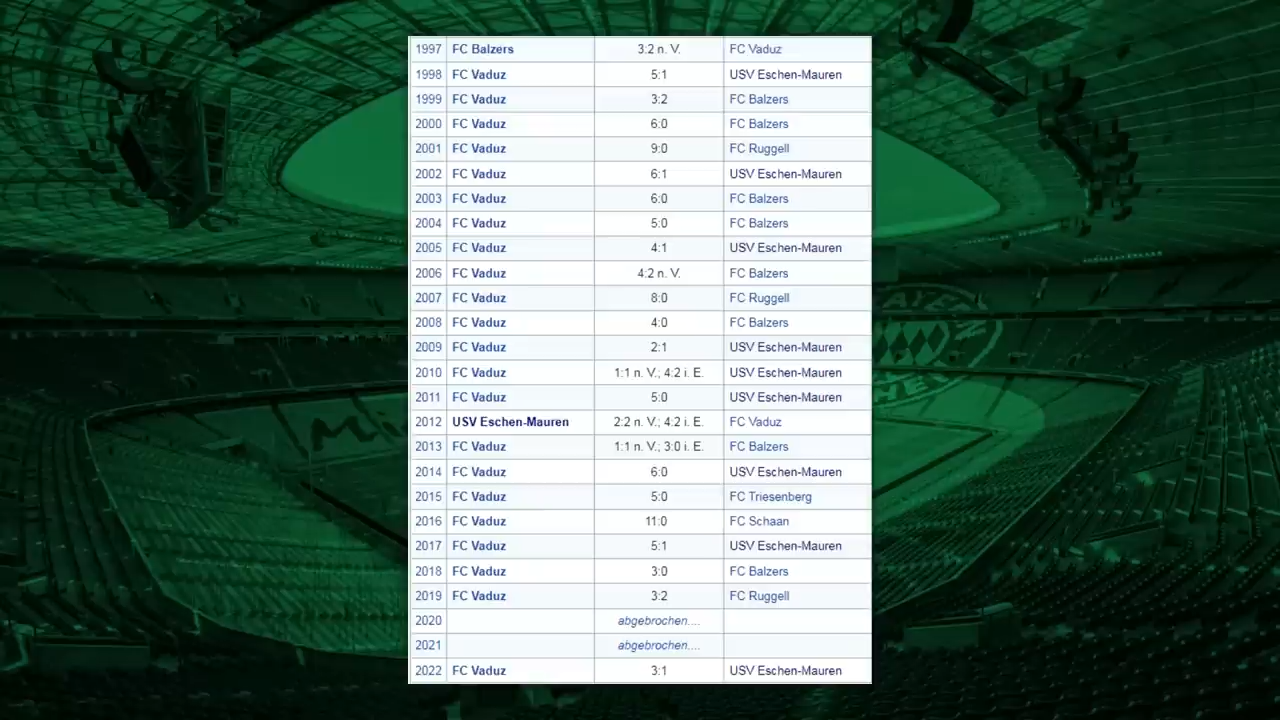 1997 FC Balzers 3:2 n. V. FC Vaduz
1998 FC Vaduz 5:1 USV Eschen-Mauren
1999 FC Vaduz 3:2 FC Balzers
2000 FC Vaduz 6:0 FC Balzers
2001 FC Vaduz 9:0 FC Ruggell
2002 FC Vaduz 6:1 USV Eschen-Mauren
2003 FC Vaduz 6:0 FC Balzers
2004 FC Vaduz 5:0 FC Balzers
2005 FC Vaduz 4:1 USV Eschen-Mauren
2006 FC Vaduz 4:2 n. V. FC Balzers
2007 FC Vaduz 8:0 FC Ruggell
2008 FC Vaduz 4:0 FC Balzers
2009 FC Vaduz 2:1 USV Eschen-Mauren
2010 FC Vaduz 1:1 n. V.; 4:2 i. E. USV Eschen-Mauren
2011 FC Vaduz 5:0 USV Eschen-Mauren
2012 USV Eschen-Mauren 2:2 n. V.; 4:2 i. E. FC Vaduz
2013 FC Vaduz 1:1 n. V.; 3:0 i. E. FC Balzers
2014 FC Vaduz 6:0 USV Eschen-Mauren
2015 FC Vaduz 5:0 FC Triesenberg
2016 FC Vaduz 11:0 FC Schaan
2017 FC Vaduz 5:1 USV Eschen-Mauren
2018 FC Vaduz 3:0 FC Balzers
2019 FC Vaduz 3:2 FC Ruggell
2020 abgebrochen....
2021 abgebrochen....
2022 FC Vaduz 3:1 USV Eschen-Mauren